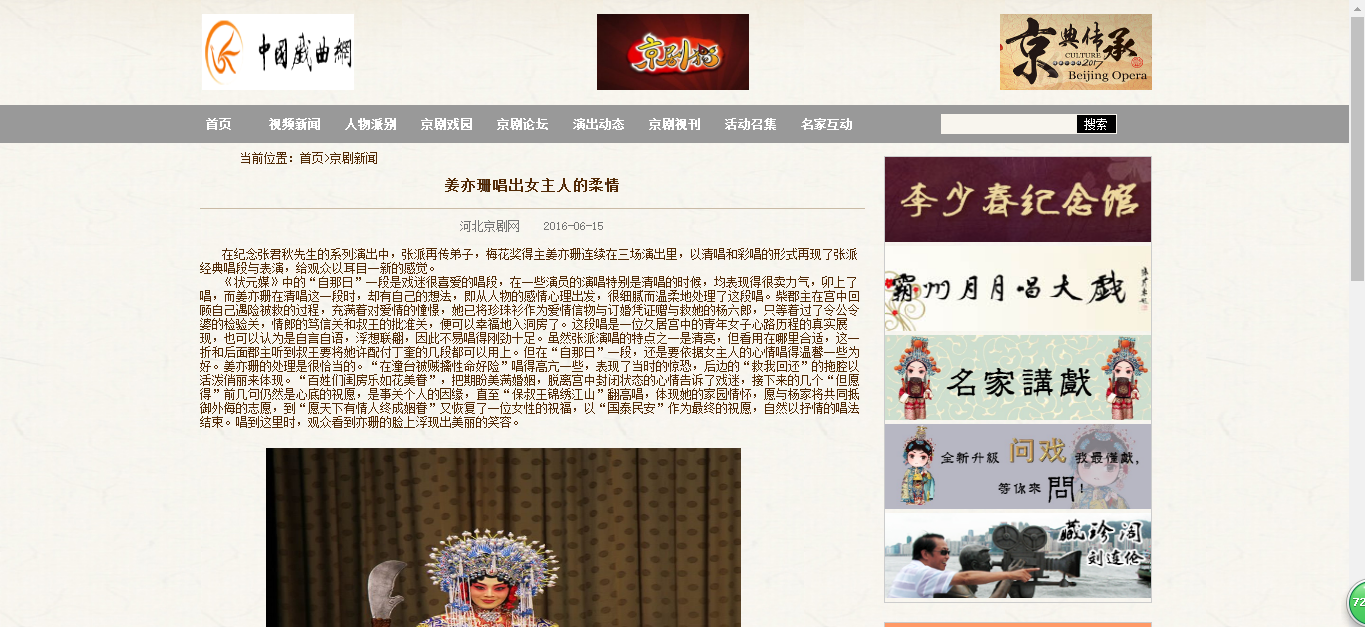 中國戲曲網
京剧猫
京典传承
CULTURE
2017
Beijing Opera
首页 视频新闻 人物派别 京剧戏园 京剧论坛 演出动态 京剧视刊 活动召集 名家互动 搜索
当前位置：首页>京剧新闻
姜亦珊唱出女主人的柔情
河北京剧网 2016-06-15
在纪念张君秋先生的系列演出中，张派再传弟子，梅花奖得主姜亦珊连续在三场演出里，以清唱和彩唱的形式再现了张派
经典唱段与表演，给观众以耳目一新的感觉。
《状元媒》中的“自那日”一段是戏迷很喜爱的唱段，在一些演员的演唱特别是清唱的时候，均表现得很卖力气，卯上了
唱，而姜亦珊在清唱这一段时，却有自己的想法，即从人物的感情心理出发，很细腻而温柔地处理了这段唱。柴郡主在宫中回
顾自己遇险被救的过程，充满着对爱情的憧憬，她已将珍珠衫作为爱情信物与订婚凭证赠与救她的杨六郎，只等着过了令公令
婆的检验关，情郎的笃信关和叔王的批准关，便可以幸福地入洞房了。这段唱是一位久居宫中的青年女子心路历程的真实展
现，也可以认为是自言自语，浮想联翩，因此不易唱得刚劲十足。虽然张派演唱的特点之一是清亮，但看用在哪里合适，这一
折和后面郡主听到叔王要将她许配付丁奎的几段都可以用上。但在“自那日”一段，还是要依据女主人的心情唱得温馨一些为
好。姜亦珊的处理是很恰当的。“在潼台被贼擒性命好险”唱得高亢一些，表现了当时的惊恐，后边的“救我回还”的拖腔以
活泼俏丽来体现。“百姓们闺房乐如花美眷”，把期盼美满婚姻，脱离宫中封闭状态的心情告诉了戏迷，接下来的几个“但愿
得”前几句仍然是心底的祝愿，是事关个人的因缘，直至“保叔王锦绣江山”翻高唱，体现她的家园情怀，愿与杨家将共同抵
御外侮的志愿，到“愿天下有情人终成姻眷”又恢复了一位女性的祝福，以“国泰民安”作为最终的祝愿，自然以抒情的唱法
结束。唱到这里时，观众看到亦珊的脸上浮现出美丽的笑容。
李少春纪念馆
霸州月月唱大戏
名家講戲
全新升級 问戏 我最懂戲，
等你來 問！
藏珍阁
刘连伦
72